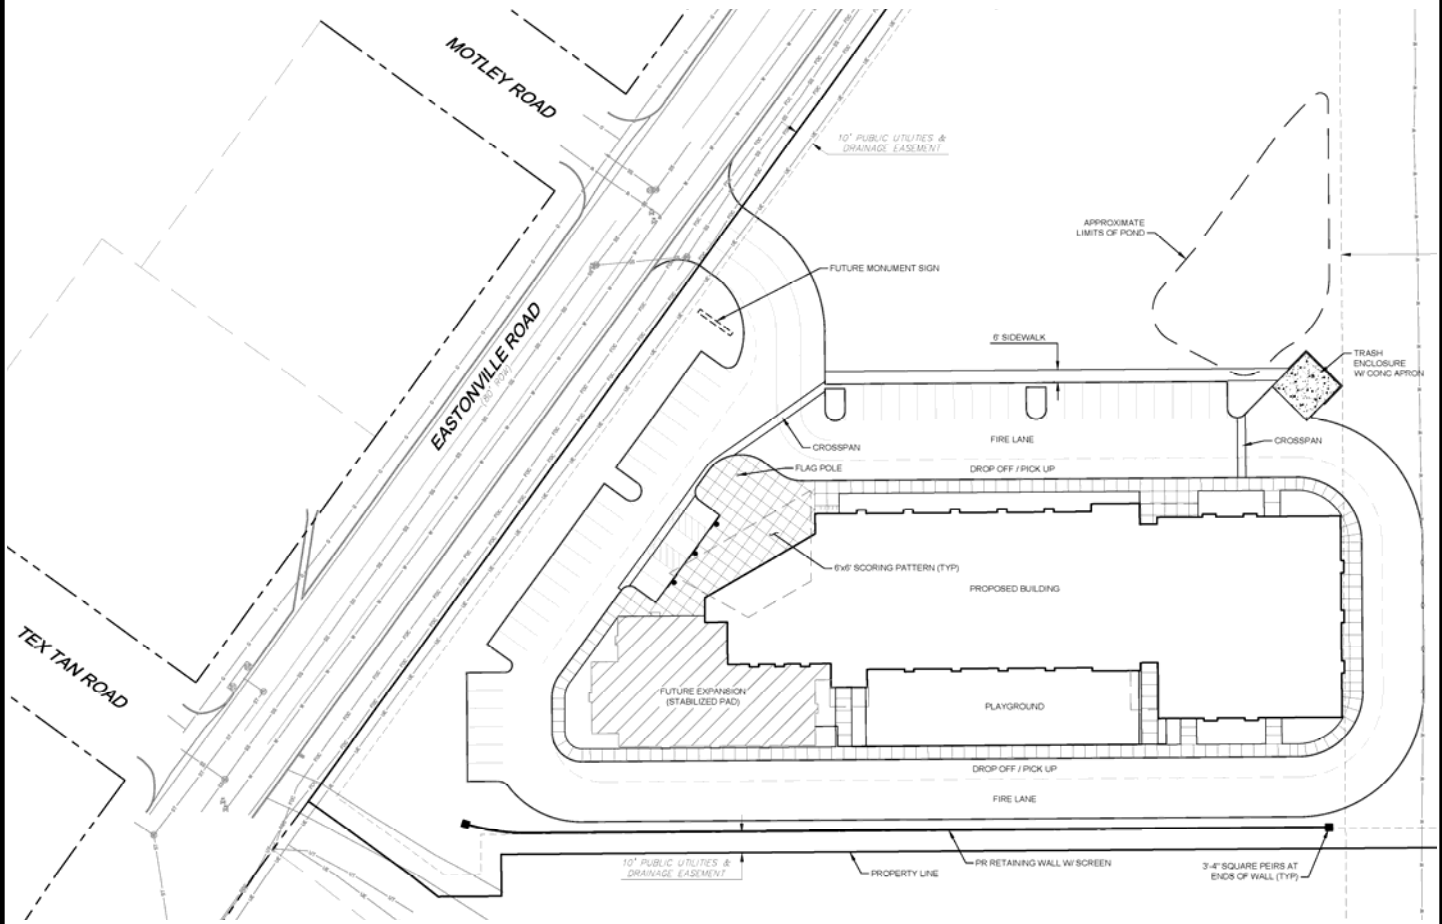 MOTLEY ROAD
10' PUBLIC UTILITIES &
DRAINAGE EASEMENT
APPROXIMATE
LIMITS OF POND
FUTURE MONUMENT SIGN
EASTONVILLE ROAD
(80' ROW)
6' SIDEWALK
TRASH
ENCLOSURE
W/ CONC APRON
CROSSPAN
FIRE LANE
CROSSPAN
FLAG POLE
DROP OFF / PICK UP
6'x6' SCORING PATTERN (TYP)
PROPOSED BUILDING
TEX TAN ROAD
FUTURE EXPANSION
(STABILIZED PAD)
PLAYGROUND
DROP OFF / PICK UP
FIRE LANE
10' PUBLIC UTILITIES &
DRAINAGE EASEMENT
PROPERTY LINE
PR RETAINING WALL W/ SCREEN
3'-4" SQUARE PEIRS AT
ENDS OF WALL (TYP)